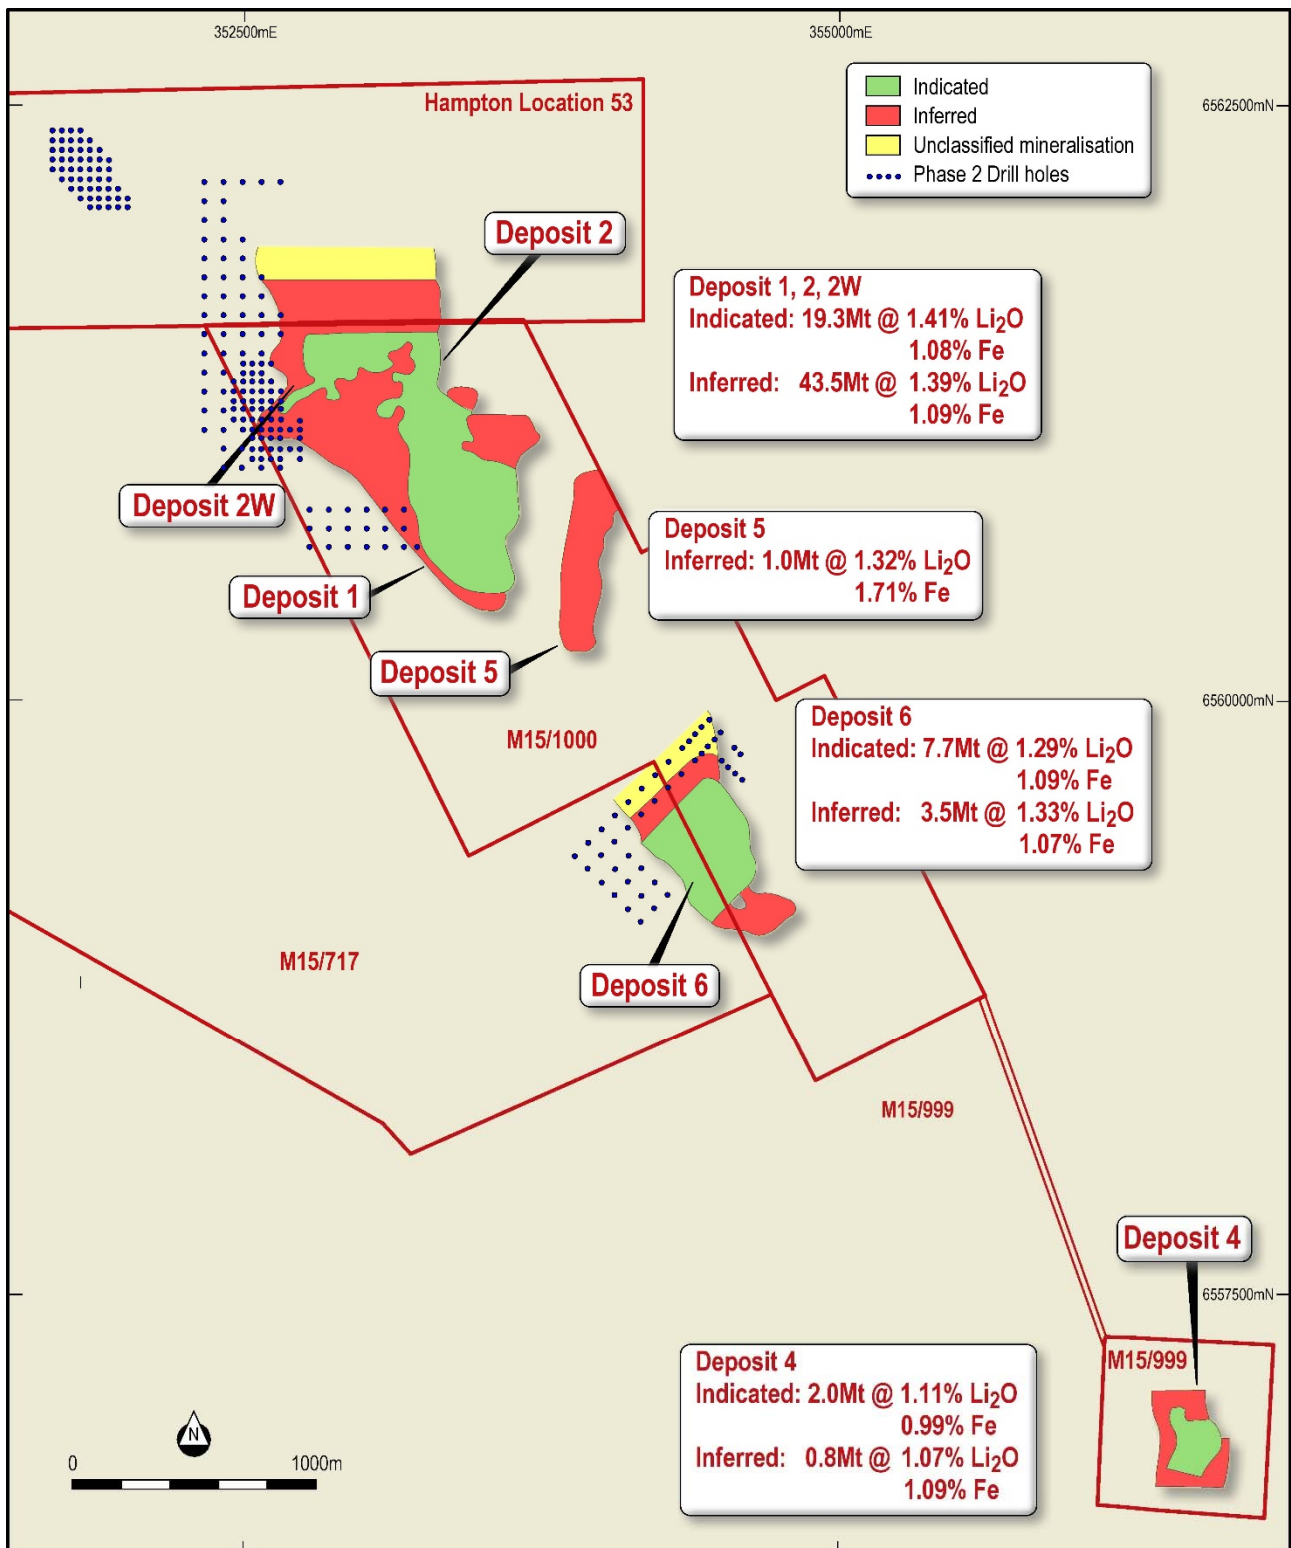 352500mE
355000mE
Hampton Location 53
6562500mN
Indicated
Inferred
Unclassified mineralisation
Phase 2 Drill holes
Deposit 2
Deposit 1, 2, 2W
Indicated: 19.3Mt @ 1.41% Li₂O
1.08% Fe
Inferred: 43.5Mt @ 1.39% Li₂O
1.09% Fe
Deposit 2W
Deposit 5
Inferred: 1.0Mt @ 1.32% Li₂O
1.71% Fe
Deposit 1
Deposit 5
6560000mN
M15/1000
Deposit 6
Indicated: 7.7Mt @ 1.29% Li₂O
1.09% Fe
Inferred: 3.5Mt @ 1.33% Li₂O
1.07% Fe
M15/717
Deposit 6
M15/999
Deposit 4
6557500mN
M15/999
Deposit 4
Indicated: 2.0Mt @ 1.11% Li₂O
0.99% Fe
Inferred: 0.8Mt @ 1.07% Li₂O
1.09% Fe
N
0 1000m